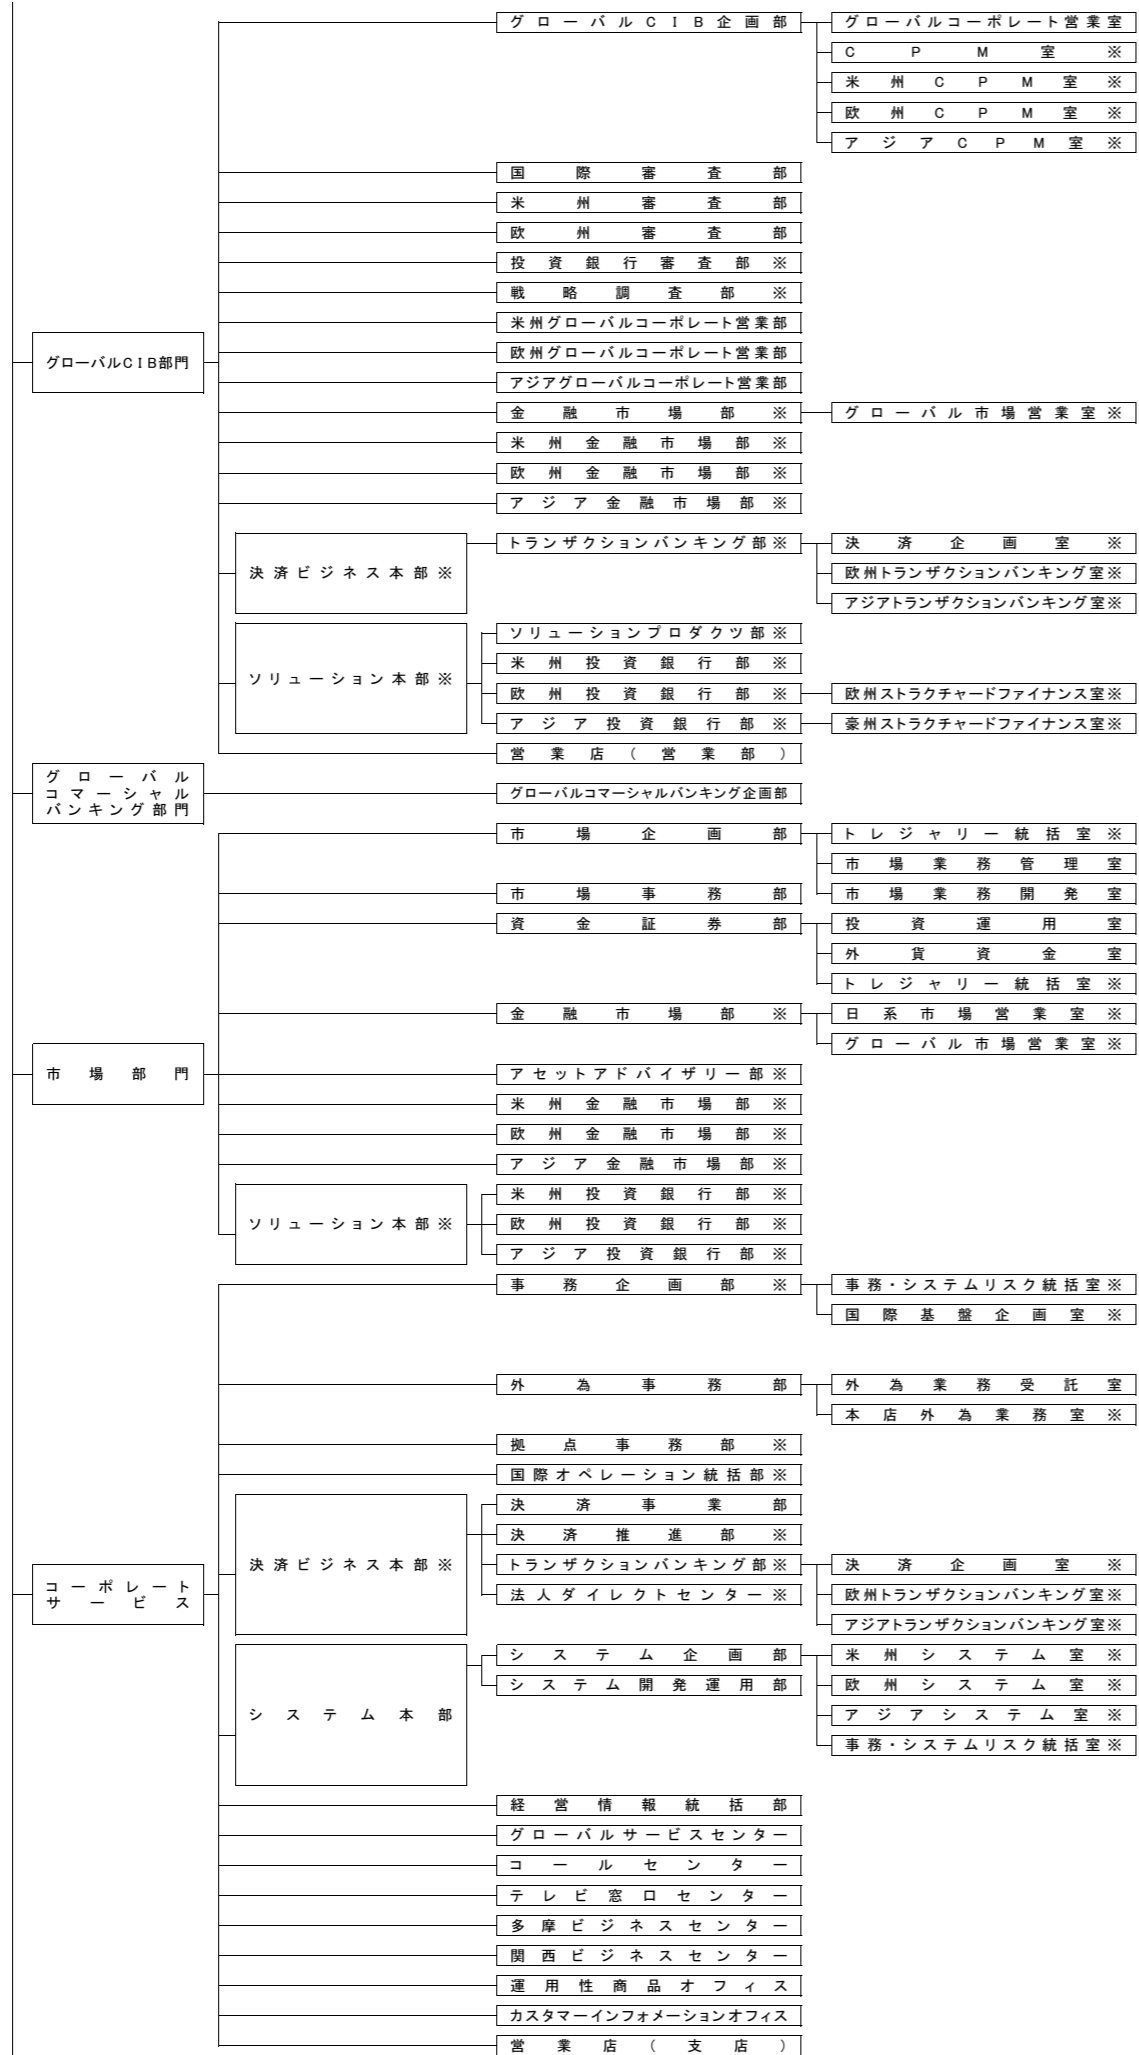 グローバルCIB企画部
グローバルコーポレート営業室
CPM室※
米州CPM室※
欧州CPM室※
アジアCPM室※
国際審査部
米州審査部
欧州審査部
投資銀行審査部※
戦略調査部※
米州グローバルコーポレート営業部
グローバルCIB部門
欧州グローバルコーポレート営業部
アジアグローバルコーポレート営業部
金融市場部※
グローバル市場営業室※
米州金融市場部※
欧州金融市場部※
アジア金融市場部※
決済ビジネス本部※
トランザクションバンキング部※
決済企画室※
欧州トランザクションバンキング室※
アジアトランザクションバンキング室※
ソリューション本部※
ソリューションプロダクツ部※
米州投資銀行部※
欧州投資銀行部※
欧州ストラクチャードファイナンス室※
アジア投資銀行部※
豪州ストラクチャードファイナンス室※
営業店(営業部)
グローバル
コマーシャル
バンキング部門
グローバルコマーシャルバンキング企画部
市場企画部
トレジャリー統括室※
市場業務管理室
市場業務開発室
市場事務部
資金証券部
投資運用室
外貨資金室
トレジャリー統括室※
金融市場部※
日系市場営業室※
グローバル市場営業室※
市場部門
アセットアドバイザリー部※
米州金融市場部※
欧州金融市場部※
アジア金融市場部※
ソリューション本部※
米州投資銀行部※
欧州投資銀行部※
アジア投資銀行部※
事務企画部※
事務・システムリスク統括室※
国際基盤企画室※
外為事務部
外為業務受託室
本店外為業務室※
拠点事務部※
国際オペレーション統括部※
決済ビジネス本部※
決済事業部
決済推進部※
トランザクションバンキング部※
決済企画室※
欧州トランザクションバンキング室※
アジアトランザクションバンキング室※
法人ダイレクトセンター※
コーポレート
サービス
システム本部
システム企画部
米州システム室※
欧州システム室※
アジアシステム室※
事務・システムリスク統括室※
システム開発運用部
経営情報統括部
グローバルサービスセンター
コールセンター
テレビ窓口センター
多摩ビジネスセンター
関西ビジネスセンター
運用性商品オフィス
カスタマーインフォメーションオフィス
営業店(支店)